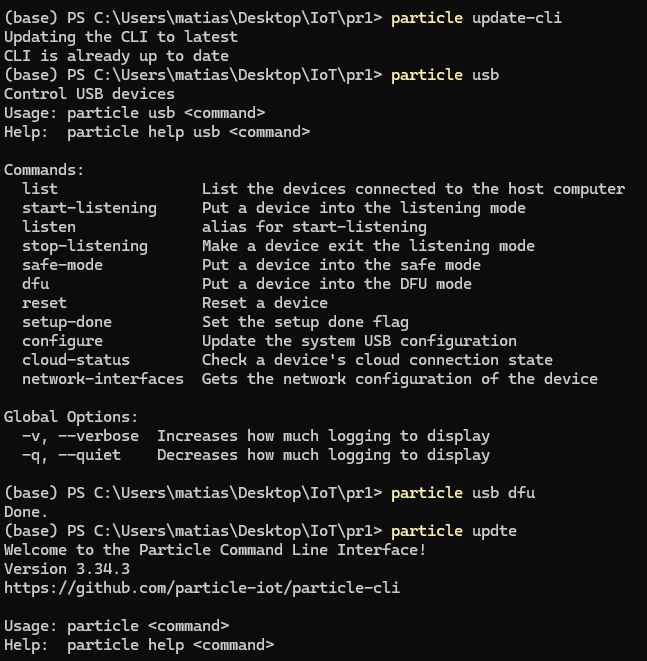 (base) PS C:\Users\matias\Desktop\IoT\pr1> particle update-cli
Updating the CLI to latest
CLI is already up to date
(base) PS C:\Users\matias\Desktop\IoT\pr1> particle usb
Control USB devices
Usage: particle usb <command>
Help:  particle help usb <command>

Commands:
  list                List the devices connected to the host computer
  start-listening     Put a device into the listening mode
  listen              alias for start-listening
  stop-listening      Make a device exit the listening mode
  safe-mode           Put a device into the safe mode
  dfu                 Put a device into the DFU mode
  reset               Reset a device
  setup-done          Set the setup done flag
  configure           Update the system USB configuration
  cloud-status        Check a device's cloud connection state
  network-interfaces  Gets the network configuration of the device

Global Options:
  -v, --verbose  Increases how much logging to display
  -q, --quiet    Decreases how much logging to display

(base) PS C:\Users\matias\Desktop\IoT\pr1> particle usb dfu
Done.
(base) PS C:\Users\matias\Desktop\IoT\pr1> particle updte
Welcome to the Particle Command Line Interface!
Version 3.34.3
https://github.com/particle-iot/particle-cli

Usage: particle <command>
Help:  particle help <command>